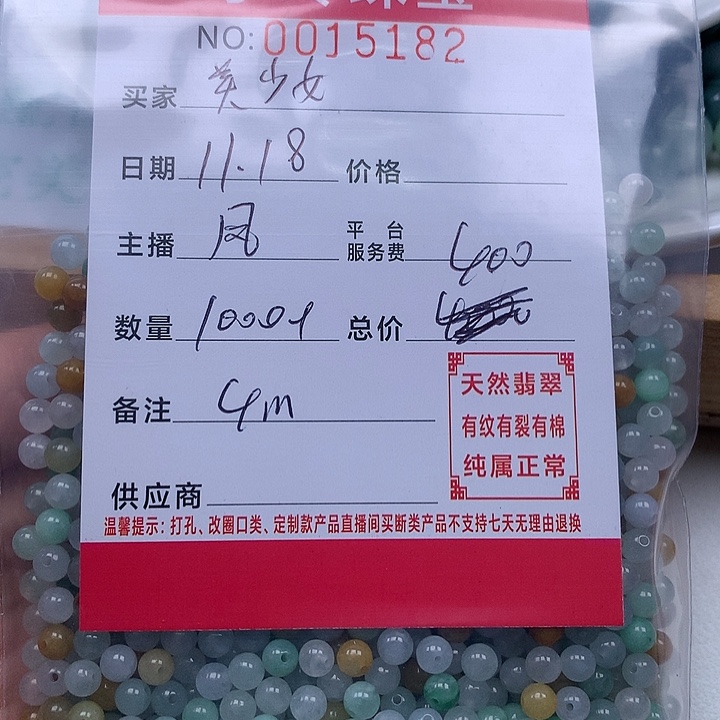 NO: 0015182
买家 美少女
日期 11.18 价格
主播 凤 平台服务费 400
数量 1000个 总价
备注 4m
天然翡翠
有纹有裂有棉
纯属正常
供应商
温馨提示：打孔、改圈口类、定制款产品直播间买断类产品不支持七天无理由退换